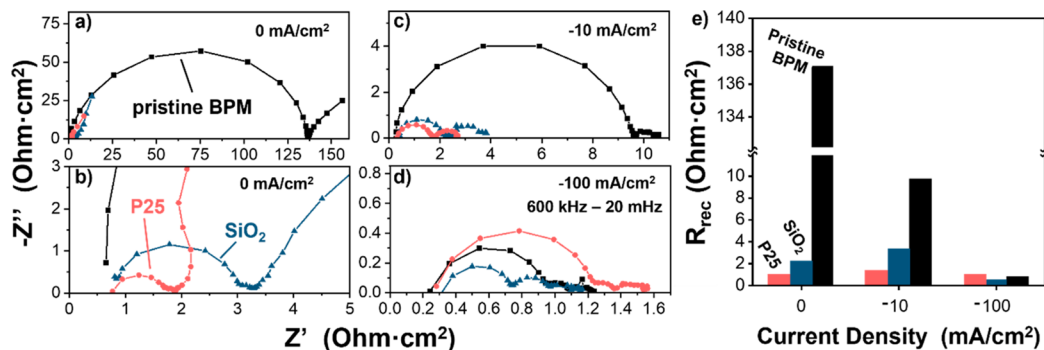 a)
0 mA/cm²
pristine BPM
75
50
25
0
0 25 50 75 100 125 150
b)
0 mA/cm²
P25
SiO₂
3
2
1
0
0 1 2 3 4 5
c)
-10 mA/cm²
4
2
0
0 2 4 6 8 10
d)
-100 mA/cm²
600 kHz – 20 mHz
0.6
0.4
0.2
0.0
0.0 0.2 0.4 0.6 0.8 1.0 1.2 1.4 1.6
-Z'' (Ohm·cm²)
Z' (Ohm·cm²)
e)
Pristine
BPM
P25
SiO₂
140
138
136
134
10
8
6
4
2
0
0 -10 -100
R_rec (Ohm·cm²)
Current Density (mA/cm²)